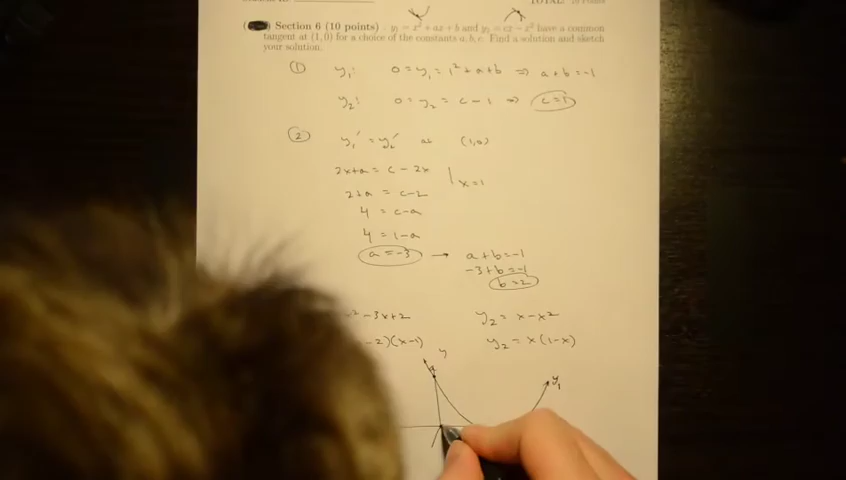 Section 6 (10 points) . y₁ = x² + ax + b and y₂ = cx − x² have a common
tangent at (1, 0) for a choice of the constants a, b, c. Find a solution and sketch
your solution.
① y₁: 0 = y₁ = 1² + a + b ⇒ a + b = -1
y₂: 0 = y₂ = c - 1 ⇒ c = 1
② y₁' = y₂' at (1,0)
2x+a = c - 2x | x=1
2+a = c-2
4 = c-a
4 = 1-a
a = -3 → a+b=-1
-3+b=-1
b=2
x² -3x+2 y₂ = x-x²
-2)(x-1) y₂ = x(1-x)
y
2 y₁